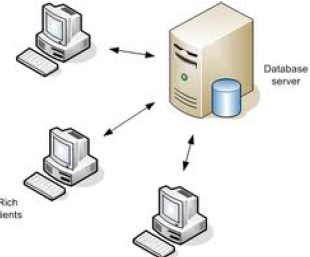 Database
server
Rich
lients